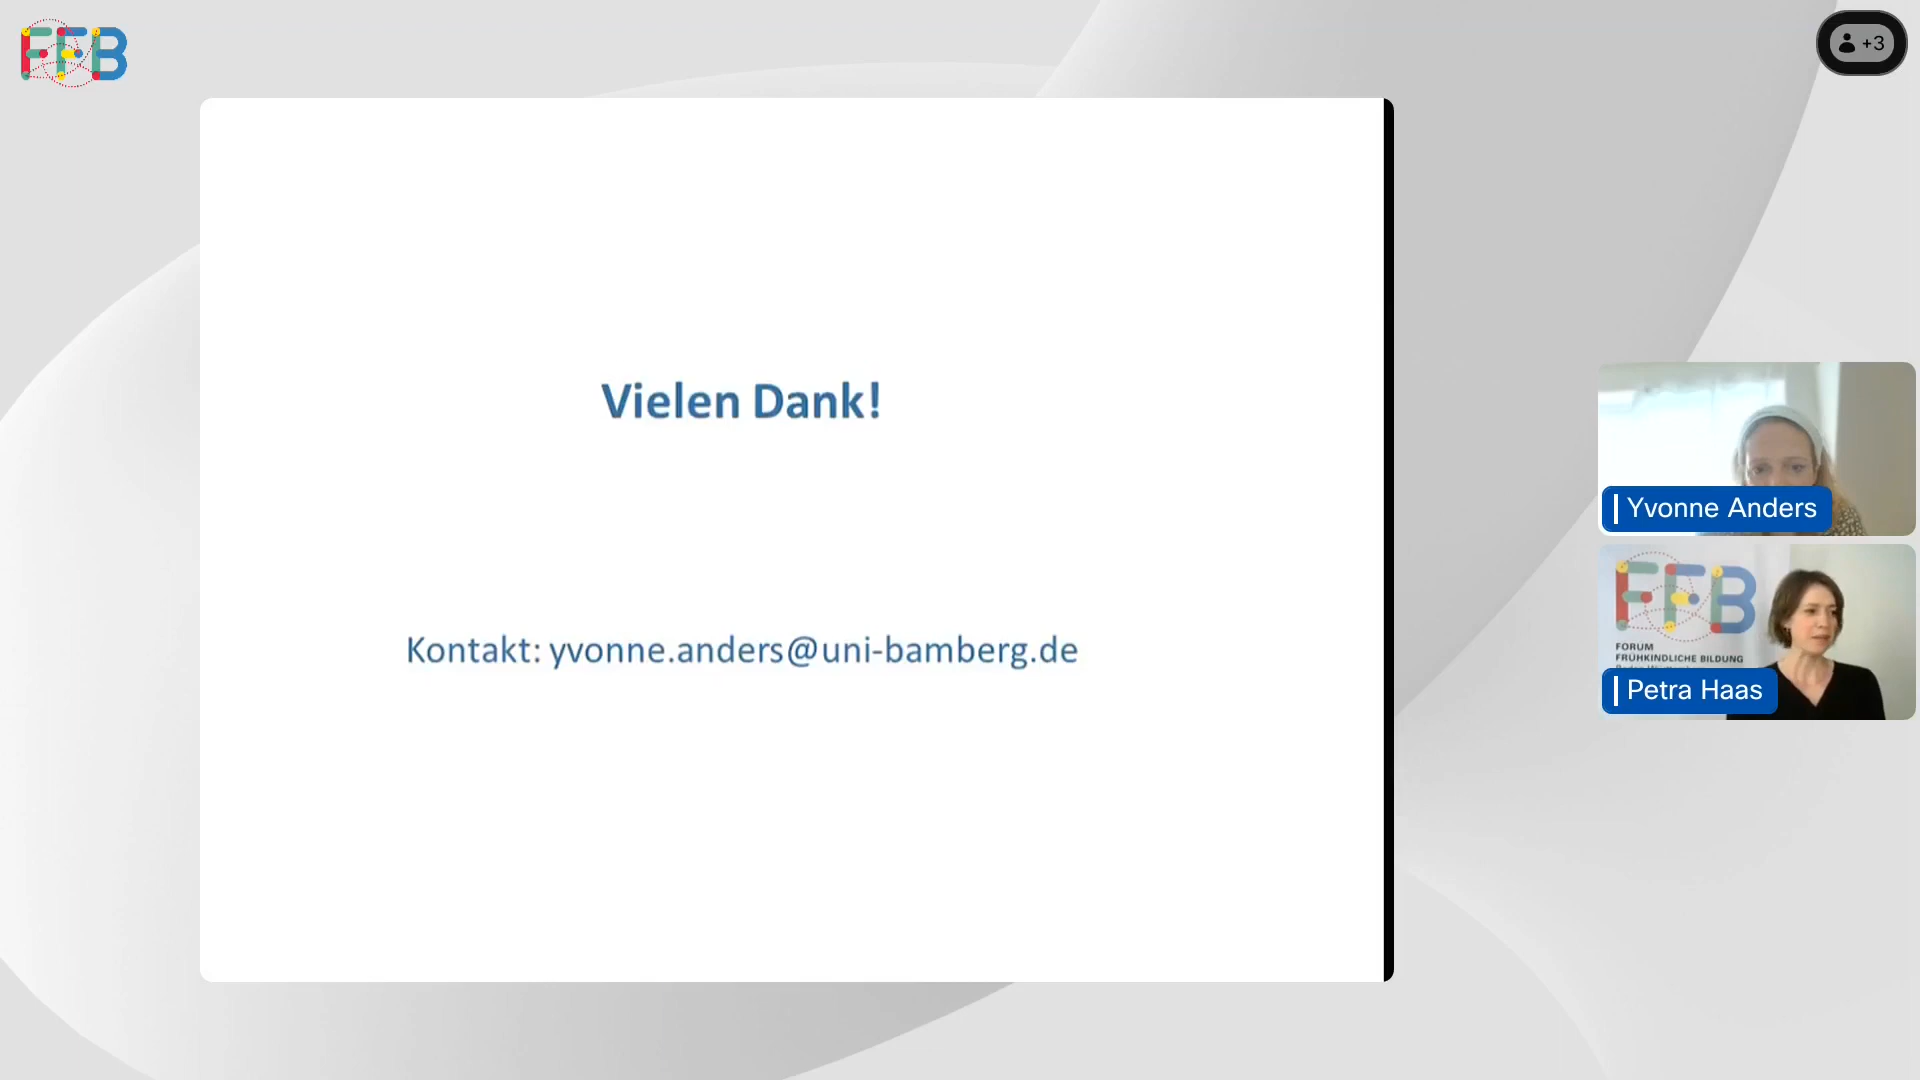 FFB
+3
Vielen Dank!
Kontakt: yvonne.anders@uni-bamberg.de
Yvonne Anders
FFB
FORUM
FRÜHKINDLICHE BILDUNG
Petra Haas